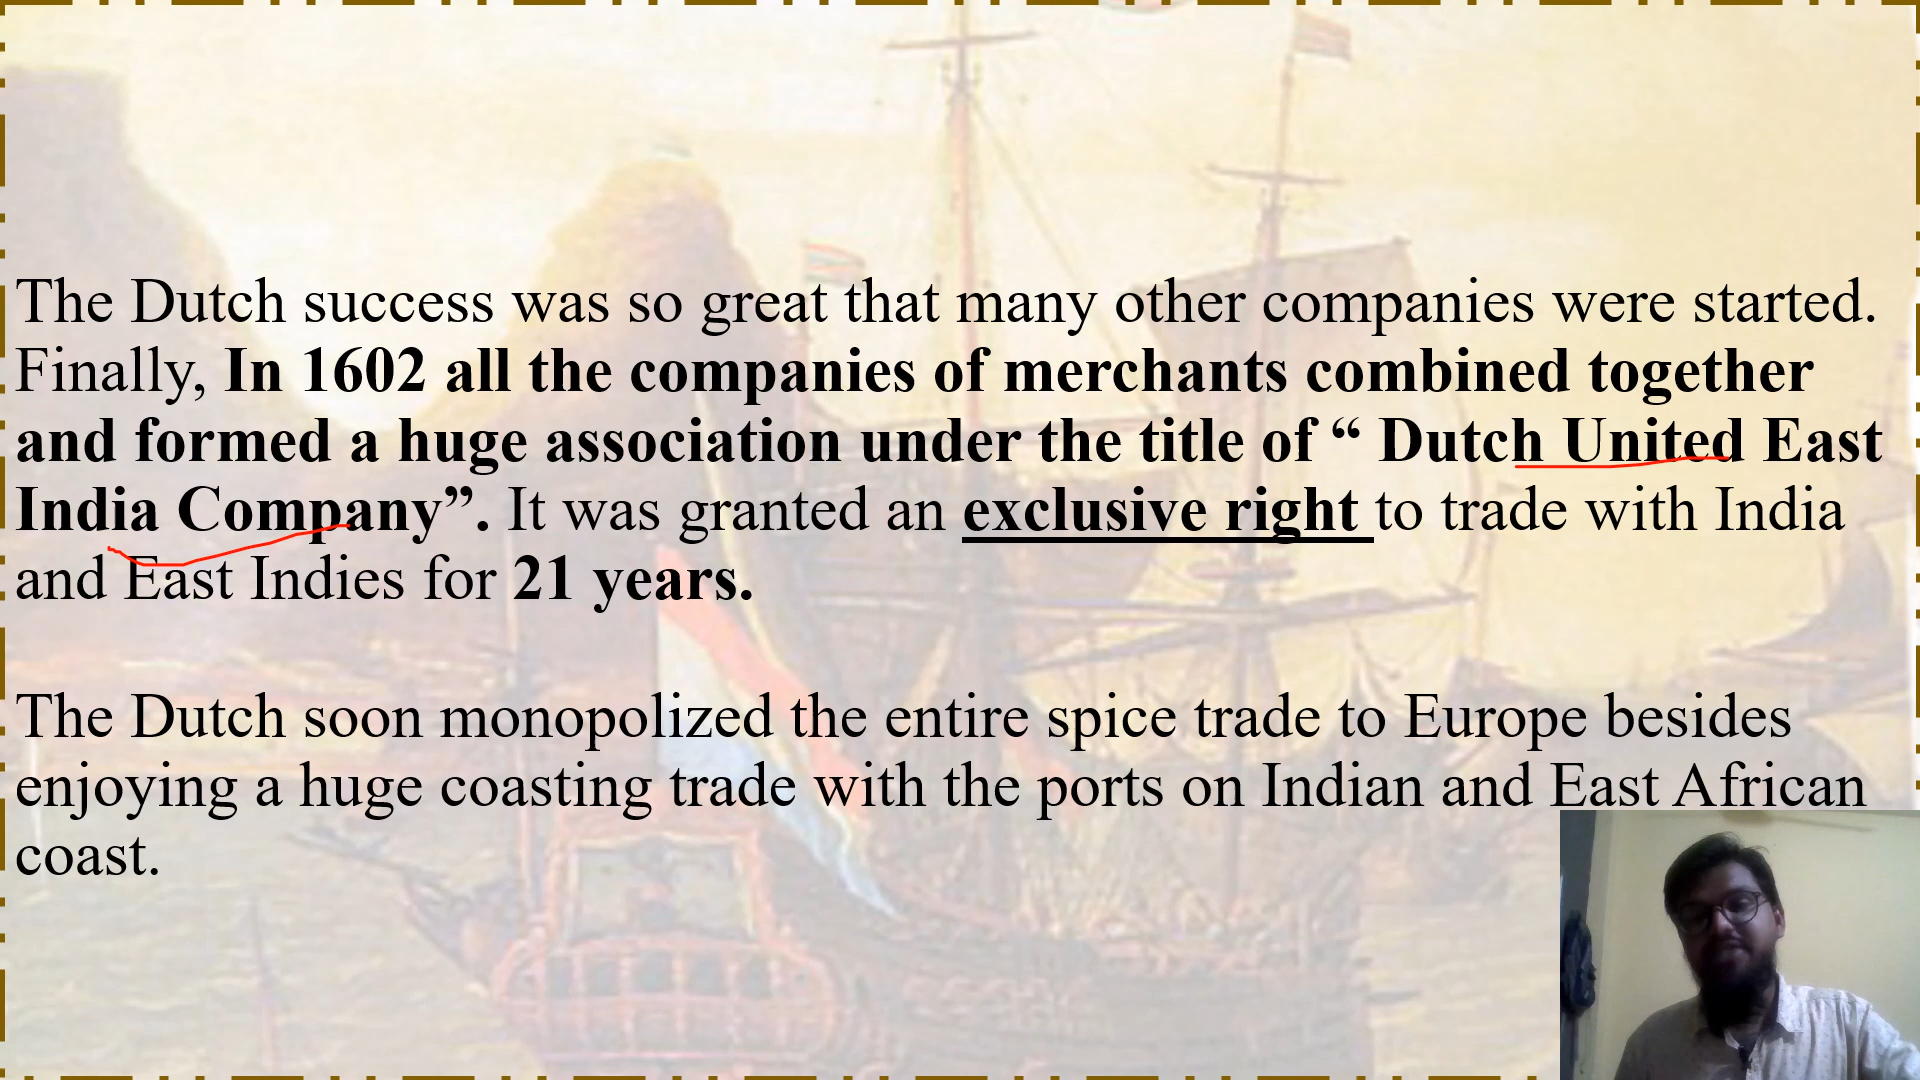 The Dutch success was so great that many other companies were started.
Finally, In 1602 all the companies of merchants combined together
and formed a huge association under the title of “ Dutch United East
India Company”. It was granted an exclusive right to trade with India
and East Indies for 21 years.
The Dutch soon monopolized the entire spice trade to Europe besides
enjoying a huge coasting trade with the ports on Indian and East African
coast.